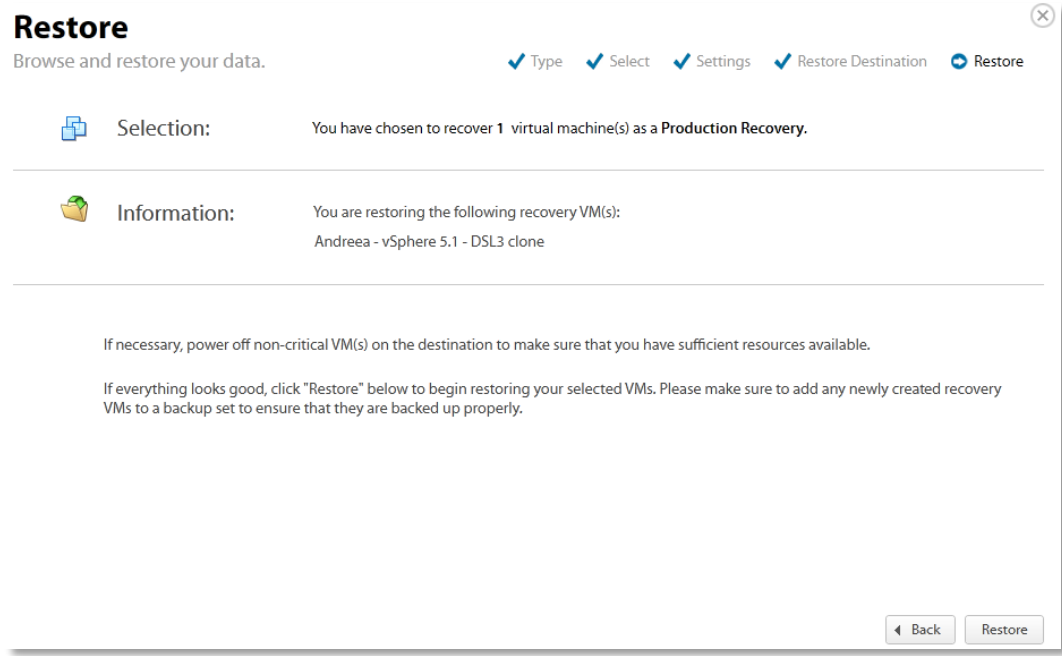 Restore
Browse and restore your data.
Type Select Settings Restore Destination Restore
Selection: You have chosen to recover 1 virtual machine(s) as a Production Recovery.
Information: You are restoring the following recovery VM(s):
Andreea - vSphere 5.1 - DSL3 clone
If necessary, power off non-critical VM(s) on the destination to make sure that you have sufficient resources available.
If everything looks good, click "Restore" below to begin restoring your selected VMs. Please make sure to add any newly created recovery
VMs to a backup set to ensure that they are backed up properly.
Back Restore